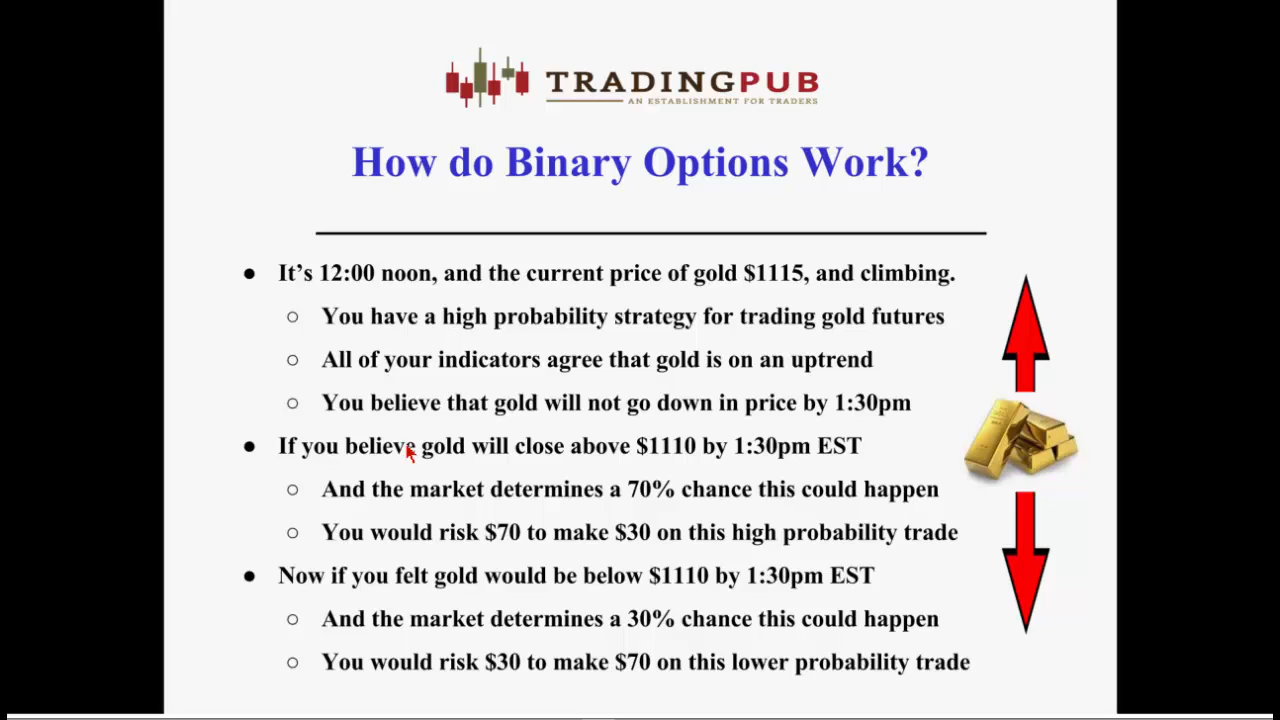 TRADINGPUB
AN ESTABLISHMENT FOR TRADERS
How do Binary Options Work?
● It's 12:00 noon, and the current price of gold $1115, and climbing.
○ You have a high probability strategy for trading gold futures
○ All of your indicators agree that gold is on an uptrend
○ You believe that gold will not go down in price by 1:30pm
● If you believe gold will close above $1110 by 1:30pm EST
○ And the market determines a 70% chance this could happen
○ You would risk $70 to make $30 on this high probability trade
● Now if you felt gold would be below $1110 by 1:30pm EST
○ And the market determines a 30% chance this could happen
○ You would risk $30 to make $70 on this lower probability trade